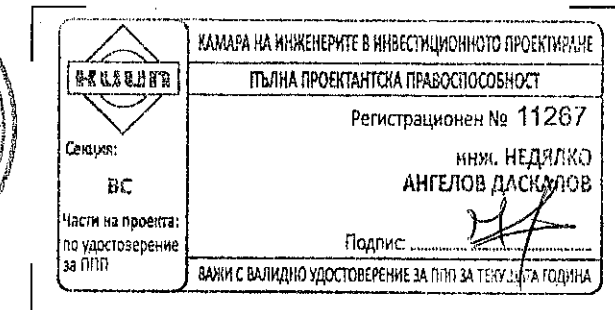 КАМАРА НА ИНЖЕНЕРИТЕ В ИНВЕСТИЦИОННОТО ПРОЕКТИРАНЕ
КИИП
ПЪЛНА ПРОЕКТАНТСКА ПРАВОСПОСОБНОСТ
Регистрационен № 11267
Секция:
ВС
инж. НЕДЯЛКО
АНГЕЛОВ ДАСКАЛОВ
Части на проекта:
по удостоверение
за ППП
Подпис:
ВАЖИ С ВАЛИДНО УДОСТОВЕРЕНИЕ ЗА ППП ЗА ТЕКУЩАТА ГОДИНА